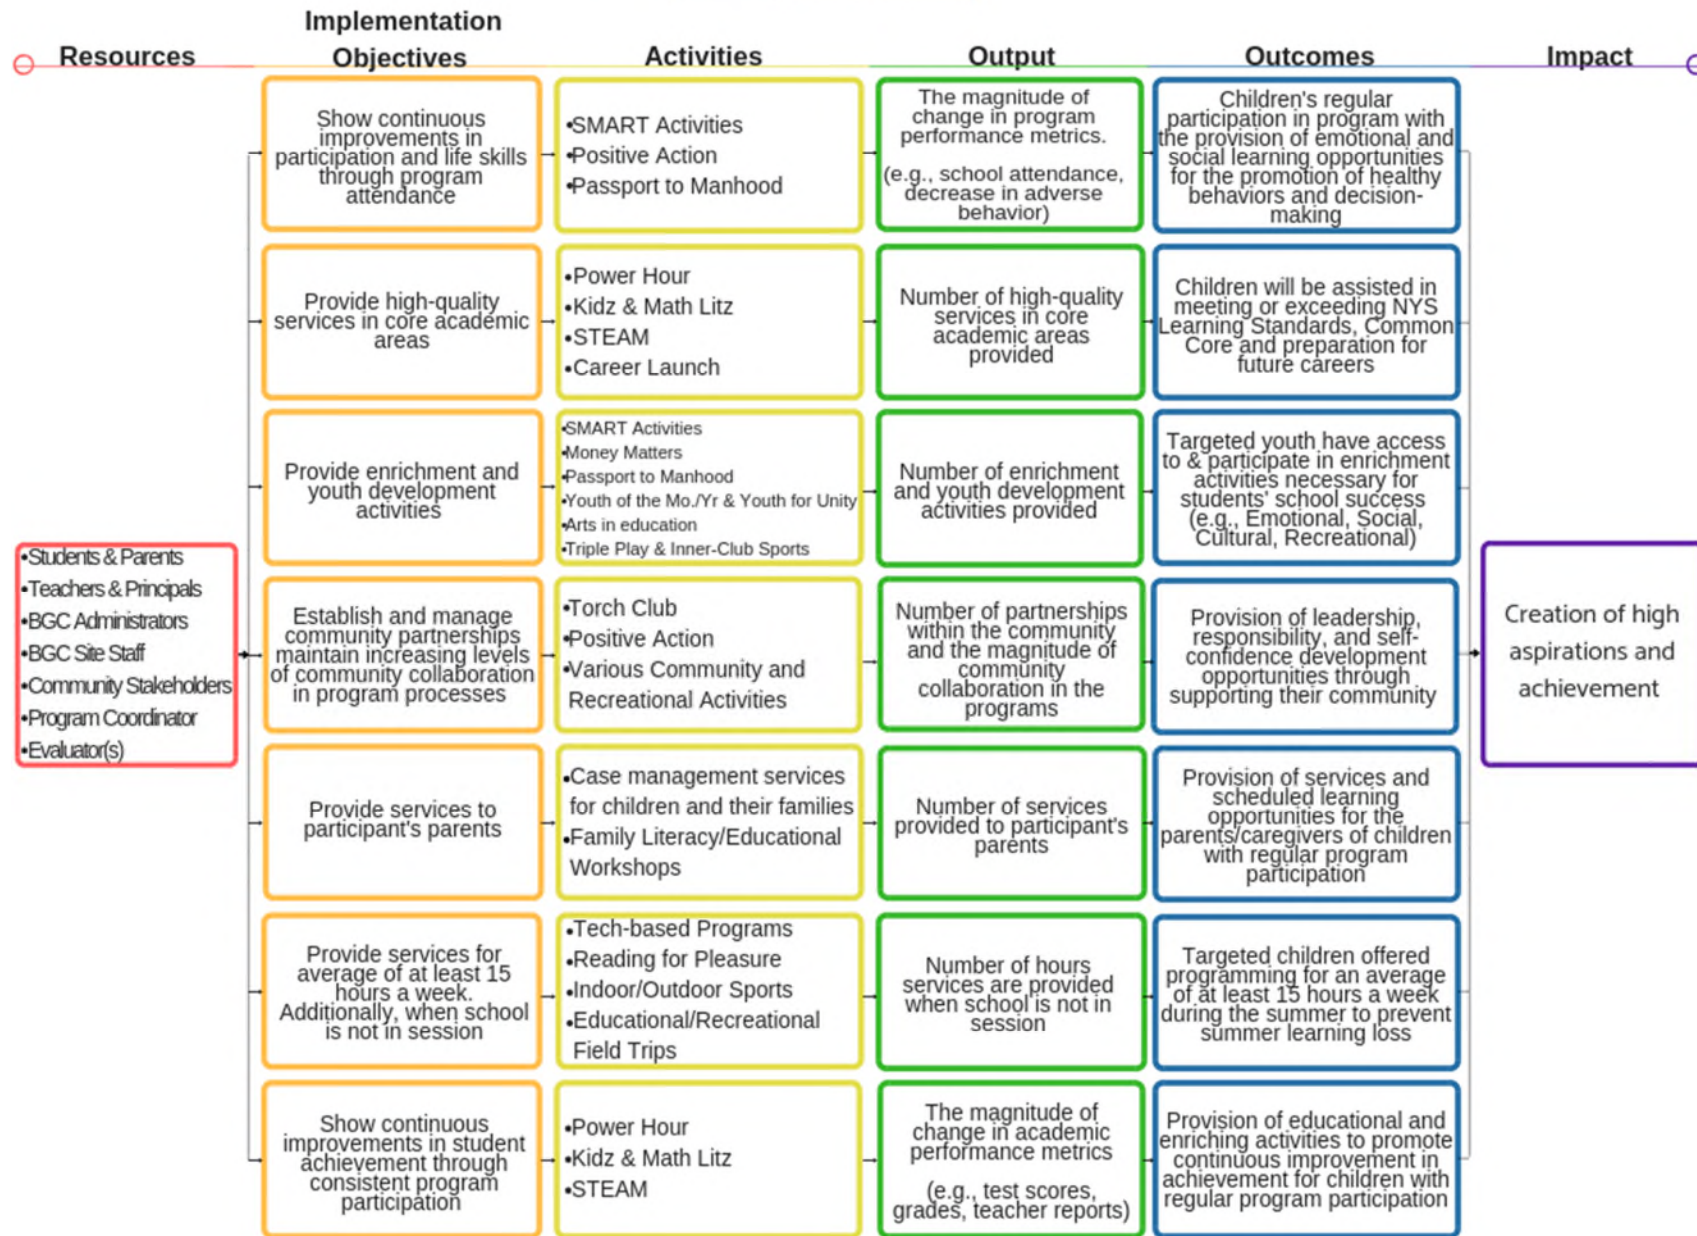 Resources
Implementation
Objectives
Activities
Output
Outcomes
Impact
•Students & Parents
•Teachers & Principals
•BGC Administrators
•BGC Site Staff
•Community Stakeholders
•Program Coordinator
•Evaluator(s)
Show continuous
improvements in
participation and life skills
through program
attendance
•SMART Activities
•Positive Action
•Passport to Manhood
The magnitude of
change in program
performance metrics.
(e.g., school attendance,
decrease in adverse
behavior)
Children's regular
participation in program with
the provision of emotional and
social learning opportunities
for the promotion of healthy
behaviors and decision-
making
Provide high-quality
services in core academic
areas
•Power Hour
•Kidz & Math Litz
•STEAM
•Career Launch
Number of high-quality
services in core
academic areas
provided
Children will be assisted in
meeting or exceeding NYS
Learning Standards, Common
Core and preparation for
future careers
Provide enrichment and
youth development
activities
•SMART Activities
•Money Matters
•Passport to Manhood
•Youth of the Mo./Yr & Youth for Unity
•Arts in education
•Triple Play & Inner-Club Sports
Number of enrichment
and youth development
activities provided
Targeted youth have access
to & participate in enrichment
activities necessary for
students' school success
(e.g., Emotional, Social,
Cultural, Recreational)
Establish and manage
community partnerships
maintain increasing levels
of community collaboration
in program processes
•Torch Club
•Positive Action
•Various Community and
Recreational Activities
Number of partnerships
within the community
and the magnitude of
community
collaboration in the
programs
Provision of leadership,
responsibility, and self-
confidence development
opportunities through
supporting their community
Provide services to
participant's parents
•Case management services
for children and their families
•Family Literacy/Educational
Workshops
Number of services
provided to participant's
parents
Provision of services and
scheduled learning
opportunities for the
parents/caregivers of children
with regular program
participation
Provide services for
average of at least 15
hours a week.
Additionally, when school
is not in session
•Tech-based Programs
•Reading for Pleasure
•Indoor/Outdoor Sports
•Educational/Recreational
Field Trips
Number of hours
services are provided
when school is not in
session
Targeted children offered
programming for an average
of at least 15 hours a week
during the summer to prevent
summer learning loss
Show continuous
improvements in student
achievement through
consistent program
participation
•Power Hour
•Kidz & Math Litz
•STEAM
The magnitude of
change in academic
performance metrics
(e.g., test scores,
grades, teacher reports)
Provision of educational and
enriching activities to promote
continuous improvement in
achievement for children with
regular program participation
Creation of high
aspirations and
achievement